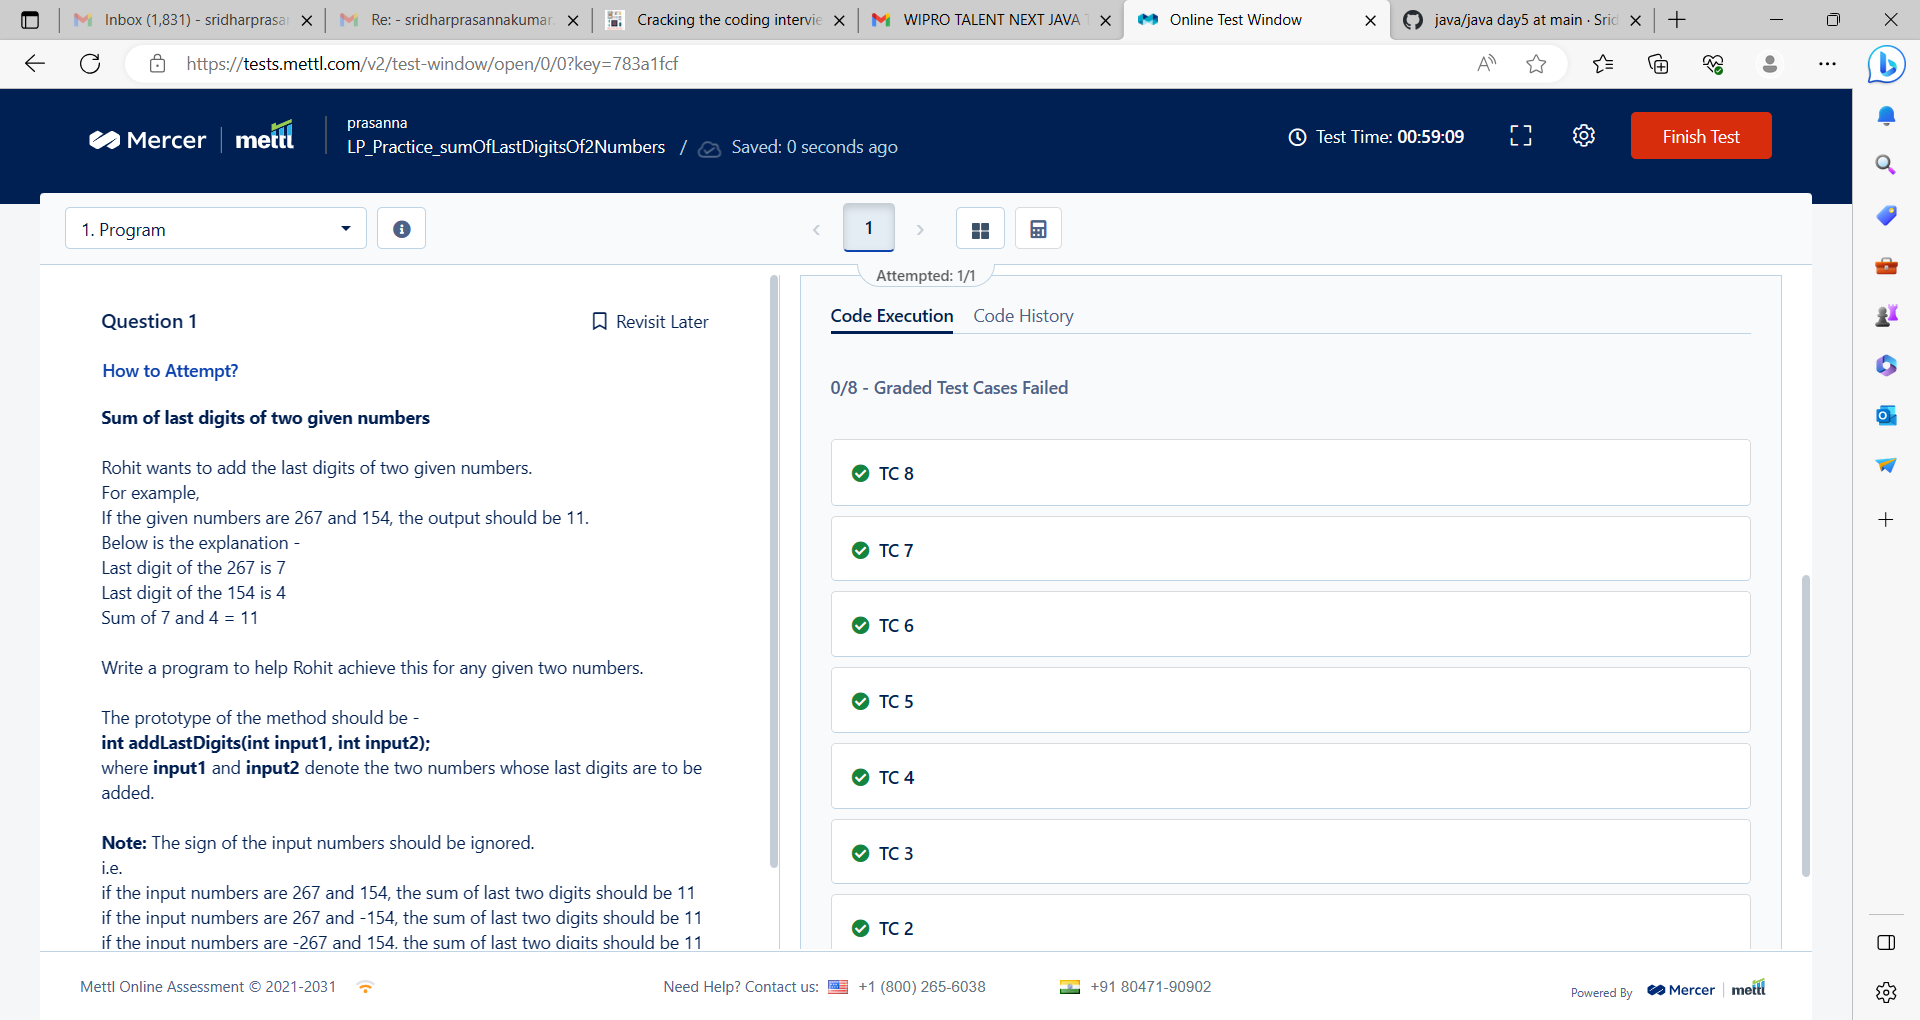 Inbox (1,831) - sridharprasan
Re: - sridharprasannakumar
Cracking the coding intervie
WIPRO TALENT NEXT JAVA T
Online Test Window
java/java day5 at main · Srid
https://tests.mettl.com/v2/test-window/open/0/0?key=783a1fcf
Mercer | mettl
prasanna
LP_Practice_sumOfLastDigitsOf2Numbers / Saved: 0 seconds ago
Test Time: 00:59:09
Finish Test
1. Program
1
Attempted: 1/1
Question 1
Revisit Later
How to Attempt?
Sum of last digits of two given numbers
Rohit wants to add the last digits of two given numbers.
For example,
If the given numbers are 267 and 154, the output should be 11.
Below is the explanation -
Last digit of the 267 is 7
Last digit of the 154 is 4
Sum of 7 and 4 = 11
Write a program to help Rohit achieve this for any given two numbers.
The prototype of the method should be -
int addLastDigits(int input1, int input2);
where input1 and input2 denote the two numbers whose last digits are to be
added.
Note: The sign of the input numbers should be ignored.
i.e.
if the input numbers are 267 and 154, the sum of last two digits should be 11
if the input numbers are 267 and -154, the sum of last two digits should be 11
if the input numbers are -267 and 154, the sum of last two digits should be 11
Code Execution
Code History
0/8 - Graded Test Cases Failed
TC 8
TC 7
TC 6
TC 5
TC 4
TC 3
TC 2
Mettl Online Assessment © 2021-2031
Need Help? Contact us: +1 (800) 265-6038
+91 80471-90902
Powered By Mercer | mettl